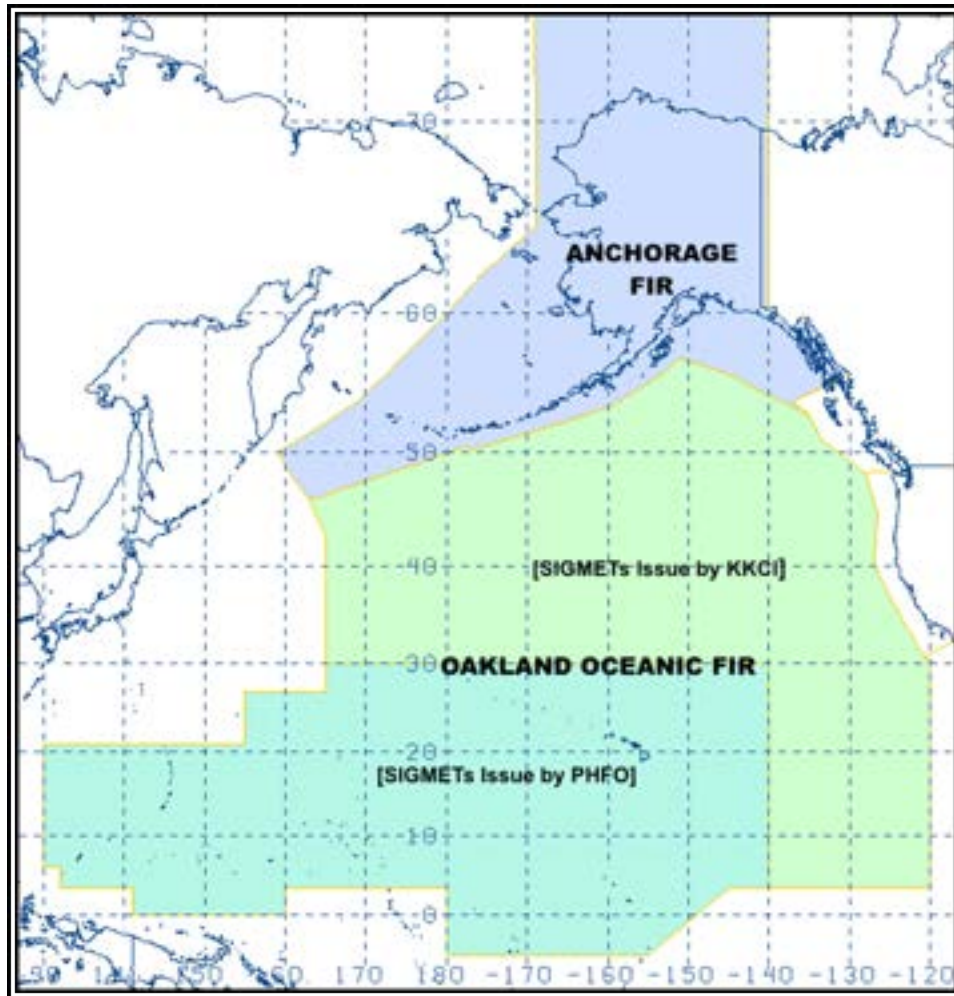 70
ANCHORAGE
FIR
60
50
40
[SIGMETs Issue by KKCI]
30
OAKLAND OCEANIC FIR
20
[SIGMETs Issue by PHFO]
10
0
150 160 170 180 -170 -160 -150 -140 -130 -120